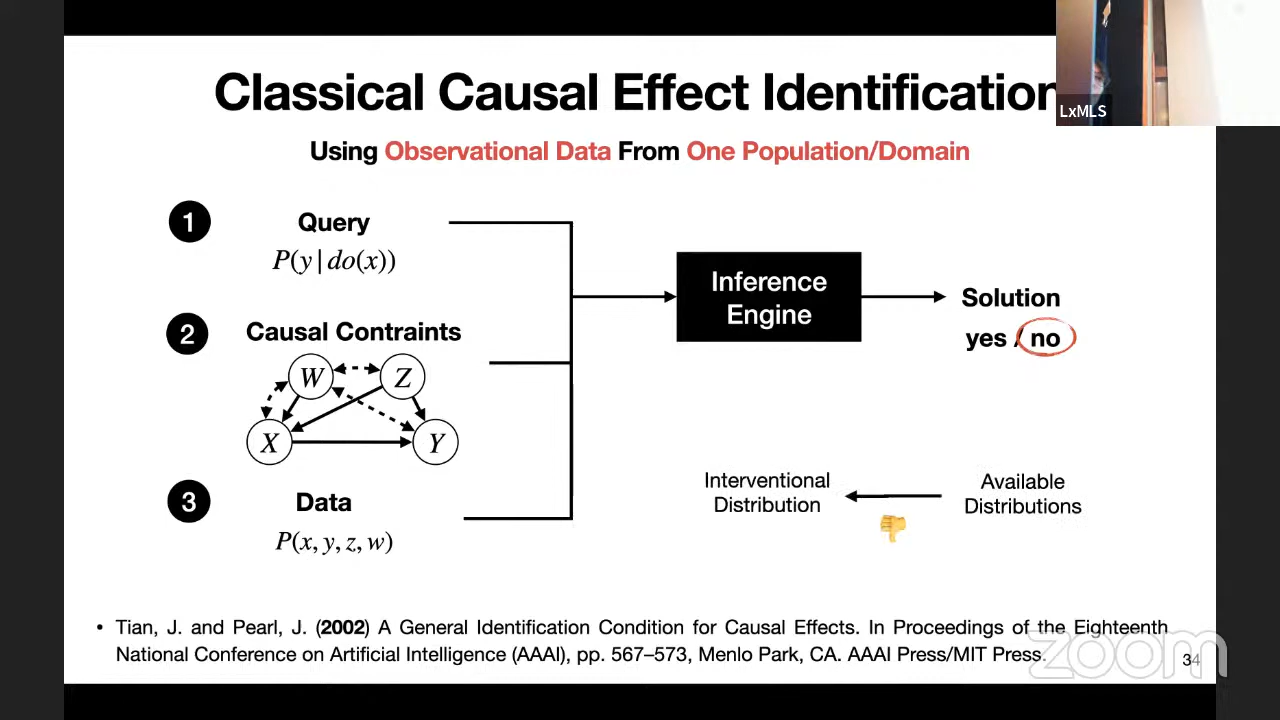 Classical Causal Effect Identification
LxMLS
Using Observational Data From One Population/Domain
1 Query
P(y | do(x))
2 Causal Contraints
W Z
X Y
3 Data
P(x, y, z, w)
Inference
Engine
Solution
yes / no
Interventional
Distribution
Available
Distributions
• Tian, J. and Pearl, J. (2002) A General Identification Condition for Causal Effects. In Proceedings of the Eighteenth
National Conference on Artificial Intelligence (AAAI), pp. 567–573, Menlo Park, CA. AAAI Press/MIT Press.
zoom
34